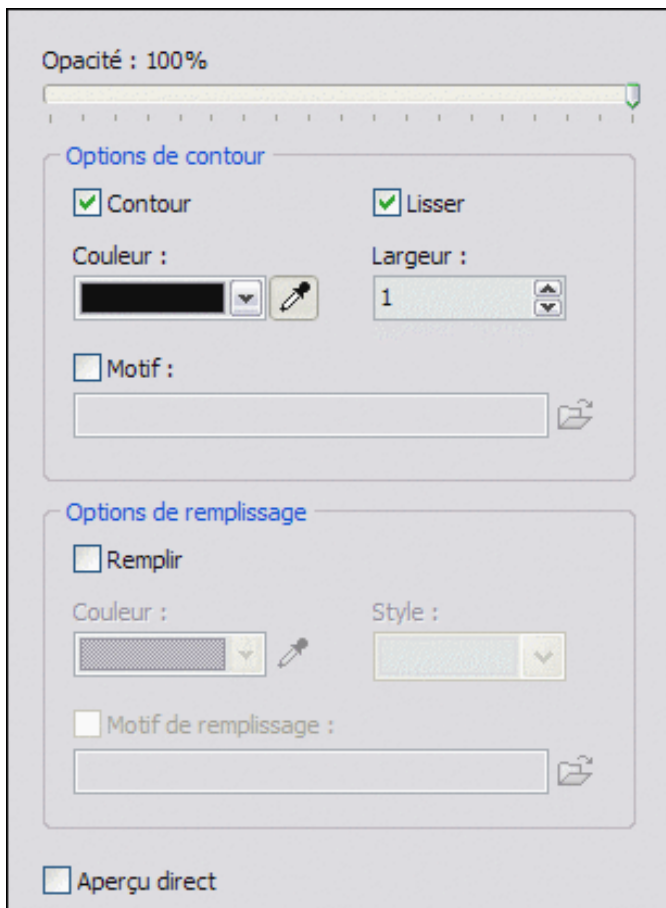 Opacité : 100%
Options de contour
Contour
Lisser
Couleur :
Largeur :
1
Motif :
Options de remplissage
Remplir
Couleur :
Style :
Motif de remplissage :
Aperçu direct